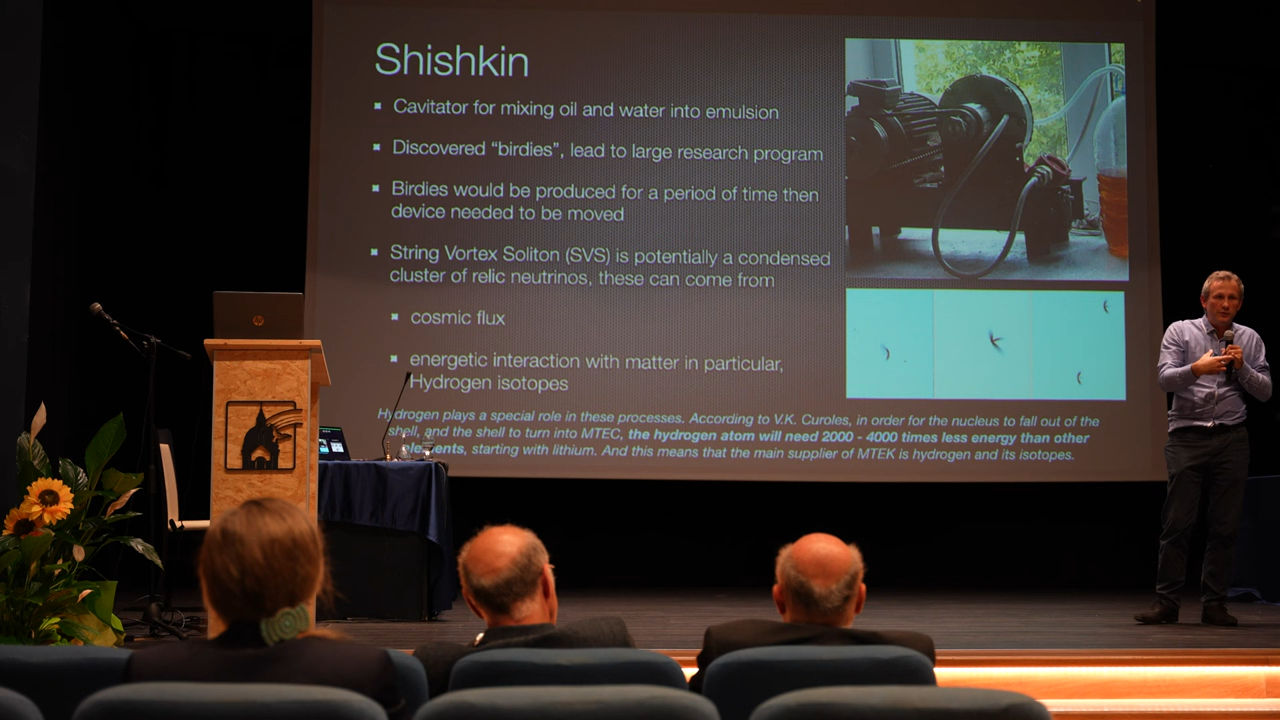 Shishkin
Cavitator for mixing oil and water into emulsion
Discovered “birdies”, lead to large research program
Birdies would be produced for a period of time then
device needed to be moved
String Vortex Soliton (SVS) is potentially a condensed
cluster of relic neutrinos, these can come from
cosmic flux
energetic interaction with matter in particular,
Hydrogen isotopes
Hydrogen plays a special role in these processes. According to V.K. Curoles, in order for the nucleus to fall out of the
shell, and the shell to turn into MTEC, the hydrogen atom will need 2000 - 4000 times less energy than other
elements, starting with lithium. And this means that the main supplier of MTEK is hydrogen and its isotopes.
hp